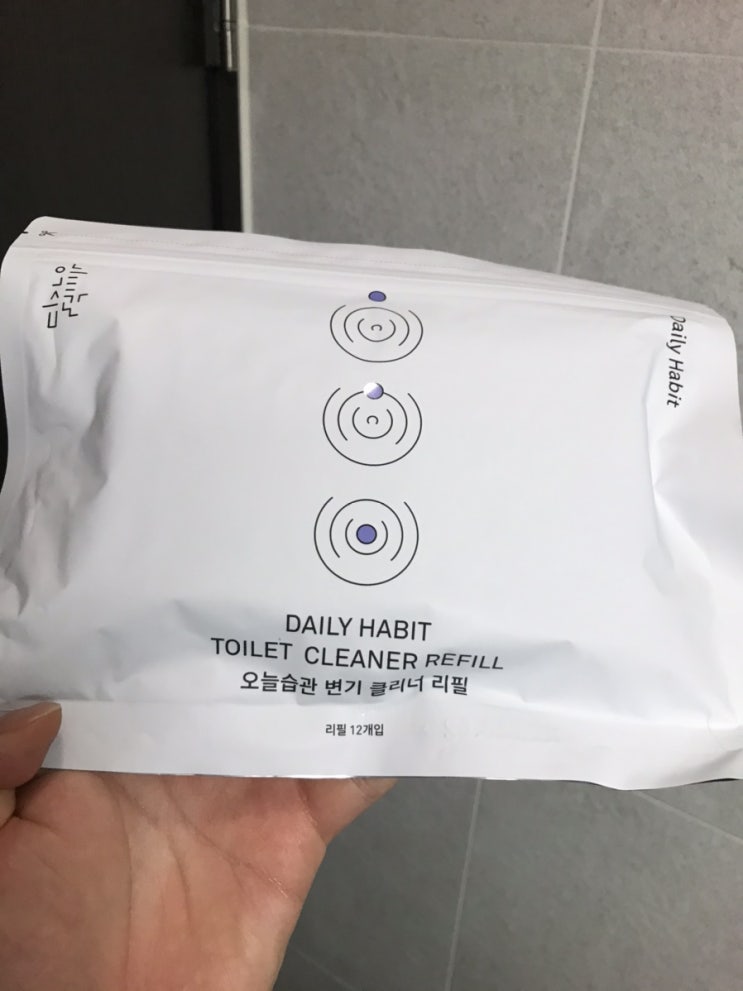 오늘습관
Daily Habit
DAILY HABIT
TOILET CLEANER REFILL
오늘습관 변기 클리너 리필
리필 12개입